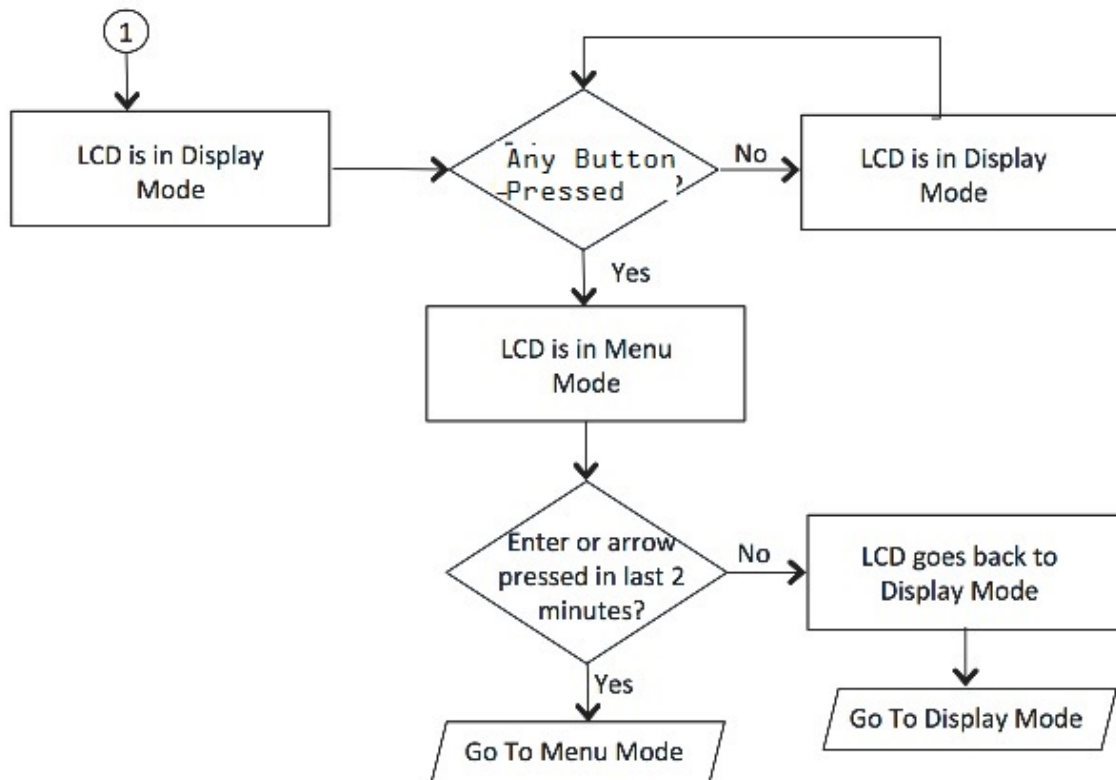 1
LCD is in Display
Mode
Any Button
Pressed
?
No
LCD is in Display
Mode
Yes
LCD is in Menu
Mode
Enter or arrow
pressed in last 2
minutes?
No
LCD goes back to
Display Mode
Yes
Go To Menu Mode
Go To Display Mode